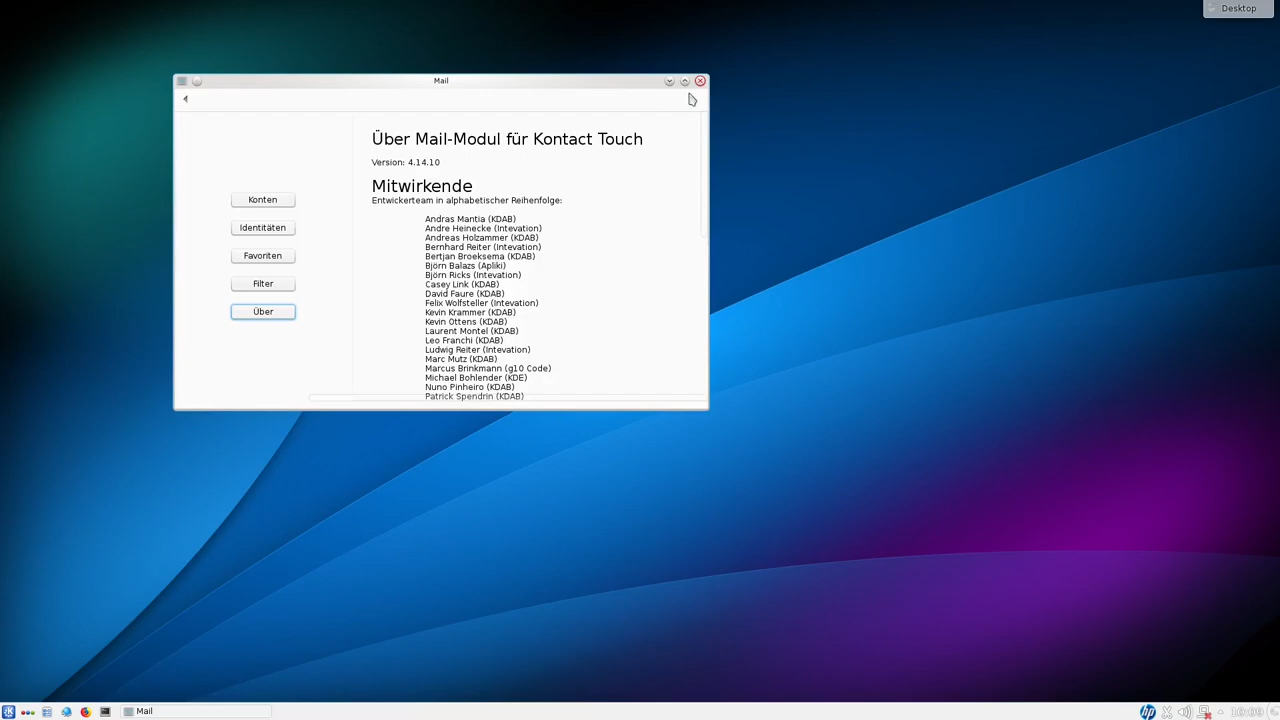 Desktop
Mail
Über Mail-Modul für Kontact Touch
Version: 4.14.10
Mitwirkende
Entwickerteam in alphabetischer Reihenfolge:
Andras Mantia (KDAB)
Andre Heinecke (Intevation)
Andreas Holzammer (KDAB)
Bernhard Reiter (Intevation)
Bertjan Broeksema (KDAB)
Björn Balazs (Apliki)
Björn Ricks (Intevation)
Casey Link (KDAB)
David Faure (KDAB)
Felix Wolfsteller (Intevation)
Kevin Krammer (KDAB)
Kevin Ottens (KDAB)
Laurent Montel (KDAB)
Leo Franchi (KDAB)
Ludwig Reiter (Intevation)
Marc Mutz (KDAB)
Marcus Brinkmann (g10 Code)
Michael Bohlender (KDE)
Nuno Pinheiro (KDAB)
Patrick Spendrin (KDAB)
Konten
Identitäten
Favoriten
Filter
Über
Mail
hp
10:09